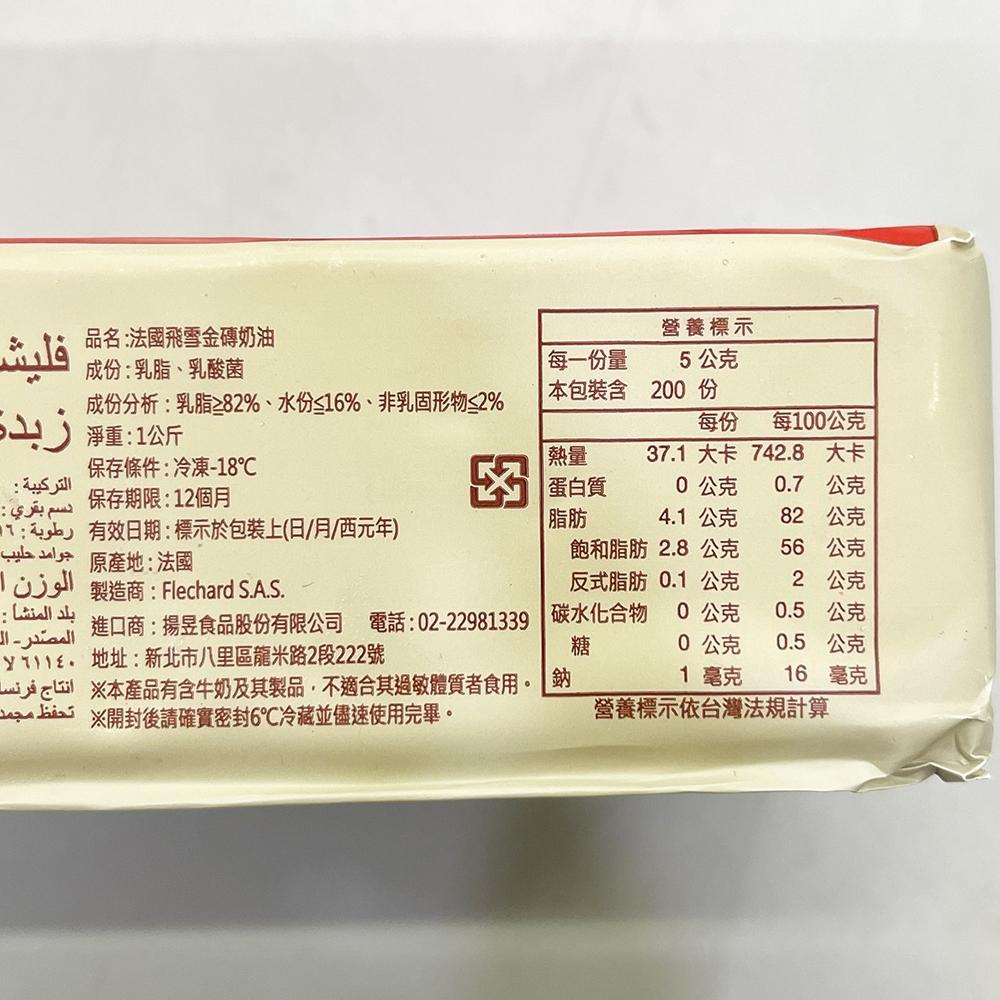 品名:法國飛雪金磚奶油
成份:乳脂、乳酸菌
成份分析:乳脂≧82%、水份≦16%、非乳固形物≦2%
淨重:1公斤
保存條件:冷凍-18℃
保存期限:12個月
有效日期:標示於包裝上(日/月/西元年)
原產地:法國
製造商:Flechard S.A.S.
進口商:揚昱食品股份有限公司 電話:02-22981339
地址:新北市八里區龍米路2段222號
※本產品有含牛奶及其製品,不適合其過敏體質者食用。
※開封後請確實密封6℃冷藏並儘速使用完畢。
營養標示
每一份量 5 公克
本包裝含 200 份
每份 每100公克
熱量 37.1 大卡 742.8 大卡
蛋白質 0 公克 0.7 公克
脂肪 4.1 公克 82 公克
飽和脂肪 2.8 公克 56 公克
反式脂肪 0.1 公克 2 公克
碳水化合物 0 公克 0.5 公克
糖 0 公克 0.5 公克
鈉 1 毫克 16 毫克
營養標示依台灣法規計算
التركيبة:
دسم بقري:
رطوبة:
جوامد حليب
الوزن
بلد المنشأ:
المصدر-
٦١١٤٠
انتاج
تحفظ